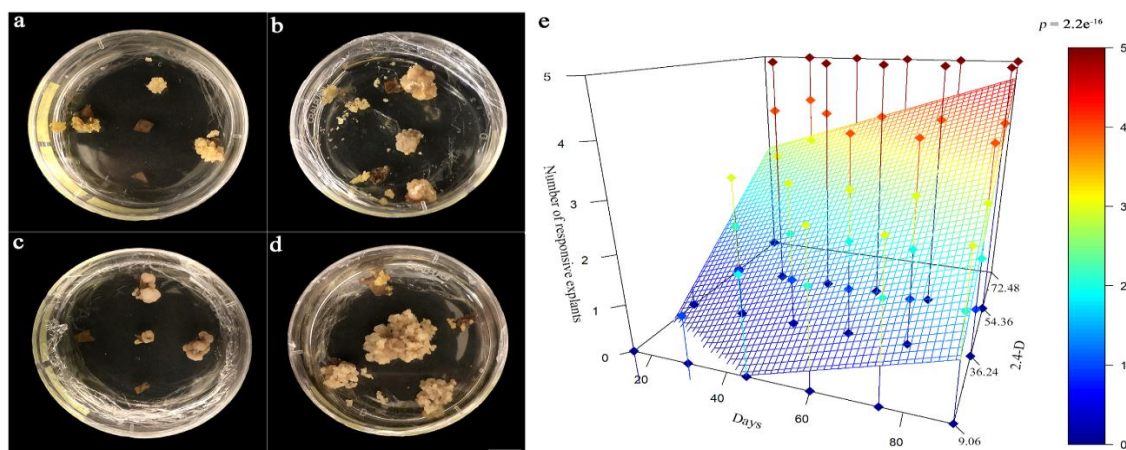 a
b
c
d
e
p = 2.2e-16
Number of responsive explants
5
4
3
2
1
0
20
40
60
80
Days
9.06
36.24
54.36
72.48
2.4-D
5
4
3
2
1
0